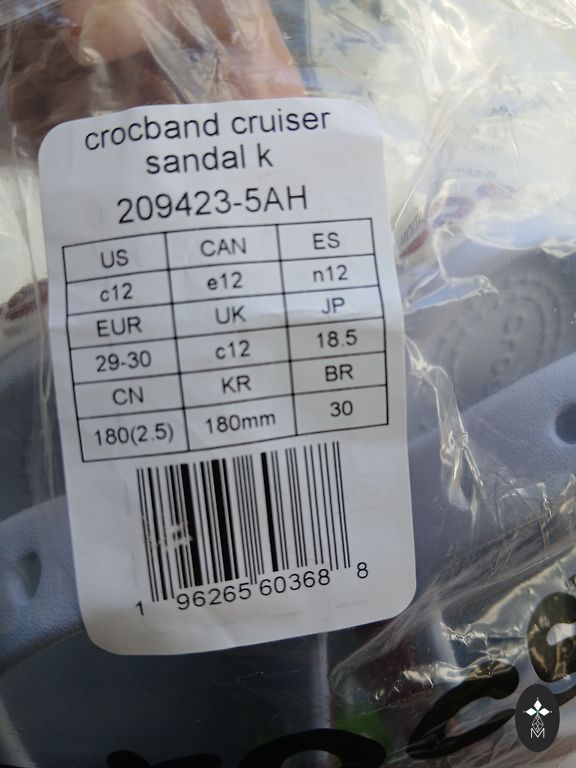 crocband cruiser
sandal k
209423-5AH
US CAN ES
c12 e12 n12
EUR UK JP
29-30 c12 18.5
CN KR BR
180(2.5) 180mm 30
1 96265 60368 8